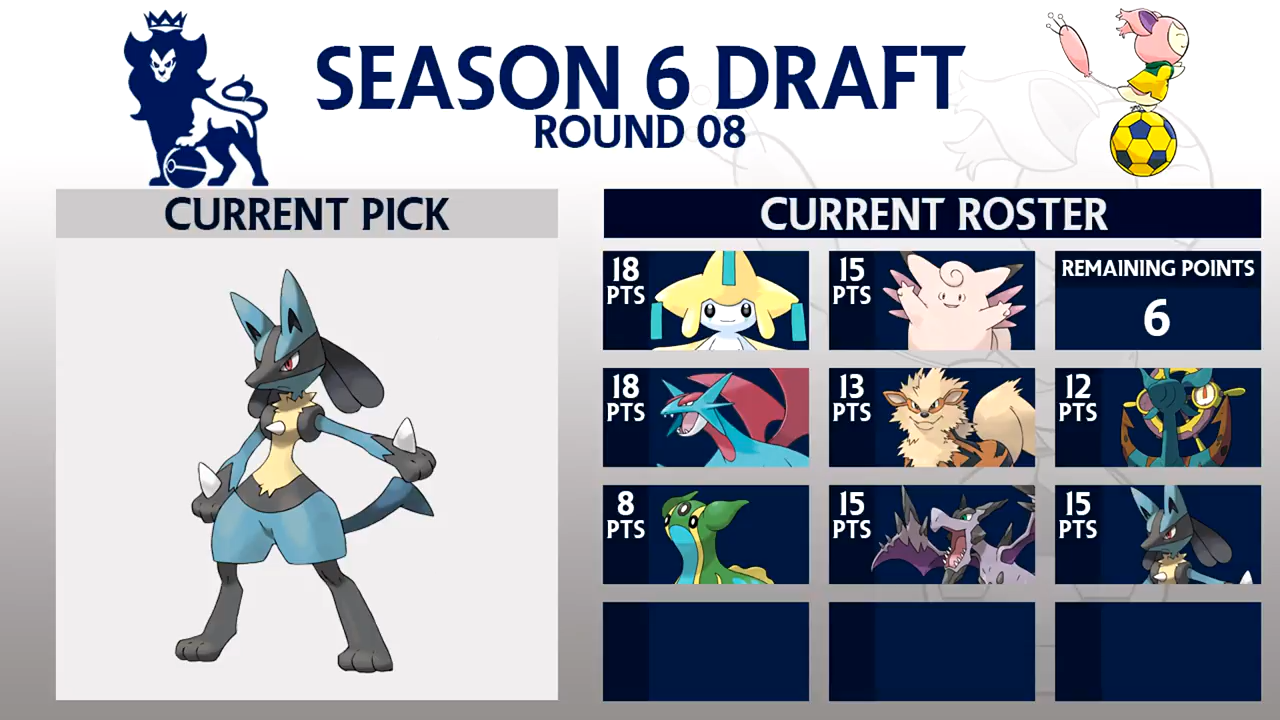 SEASON 6 DRAFT
ROUND 08
CURRENT PICK
CURRENT ROSTER
18 PTS
15 PTS
REMAINING POINTS
6
18 PTS
13 PTS
12 PTS
8 PTS
15 PTS
15 PTS